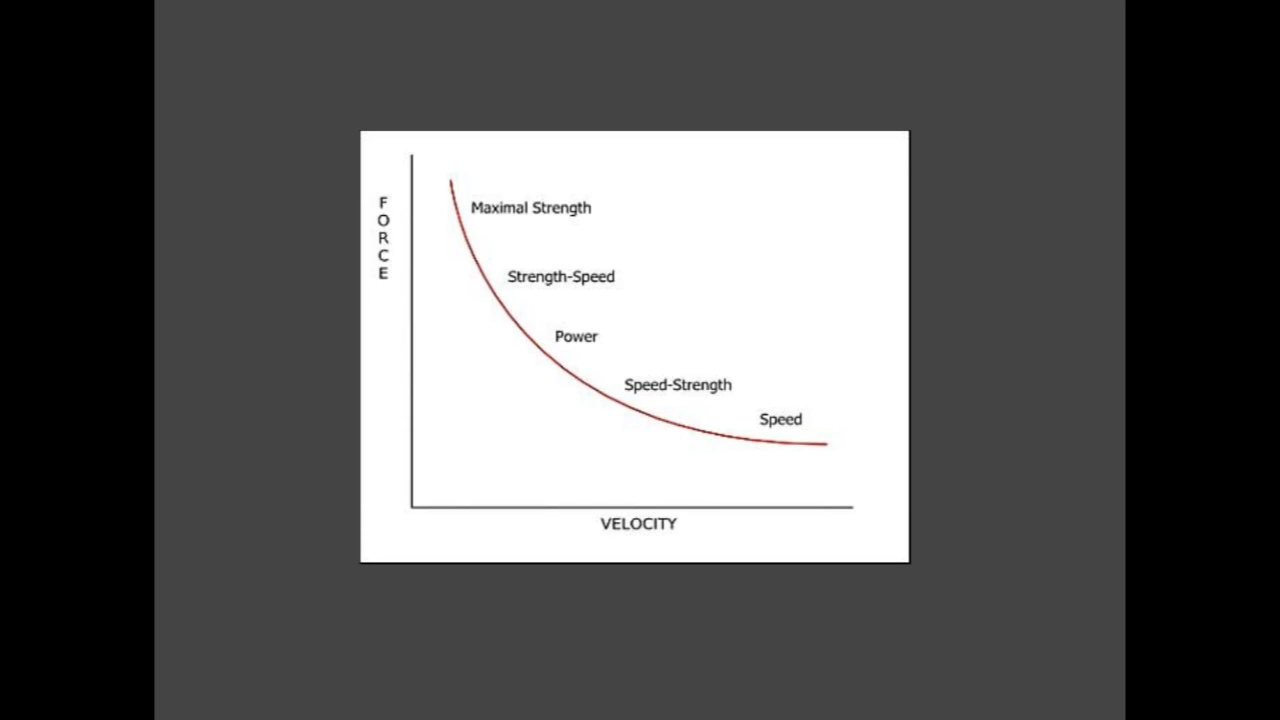 FORCE
Maximal Strength
Strength-Speed
Power
Speed-Strength
Speed
VELOCITY